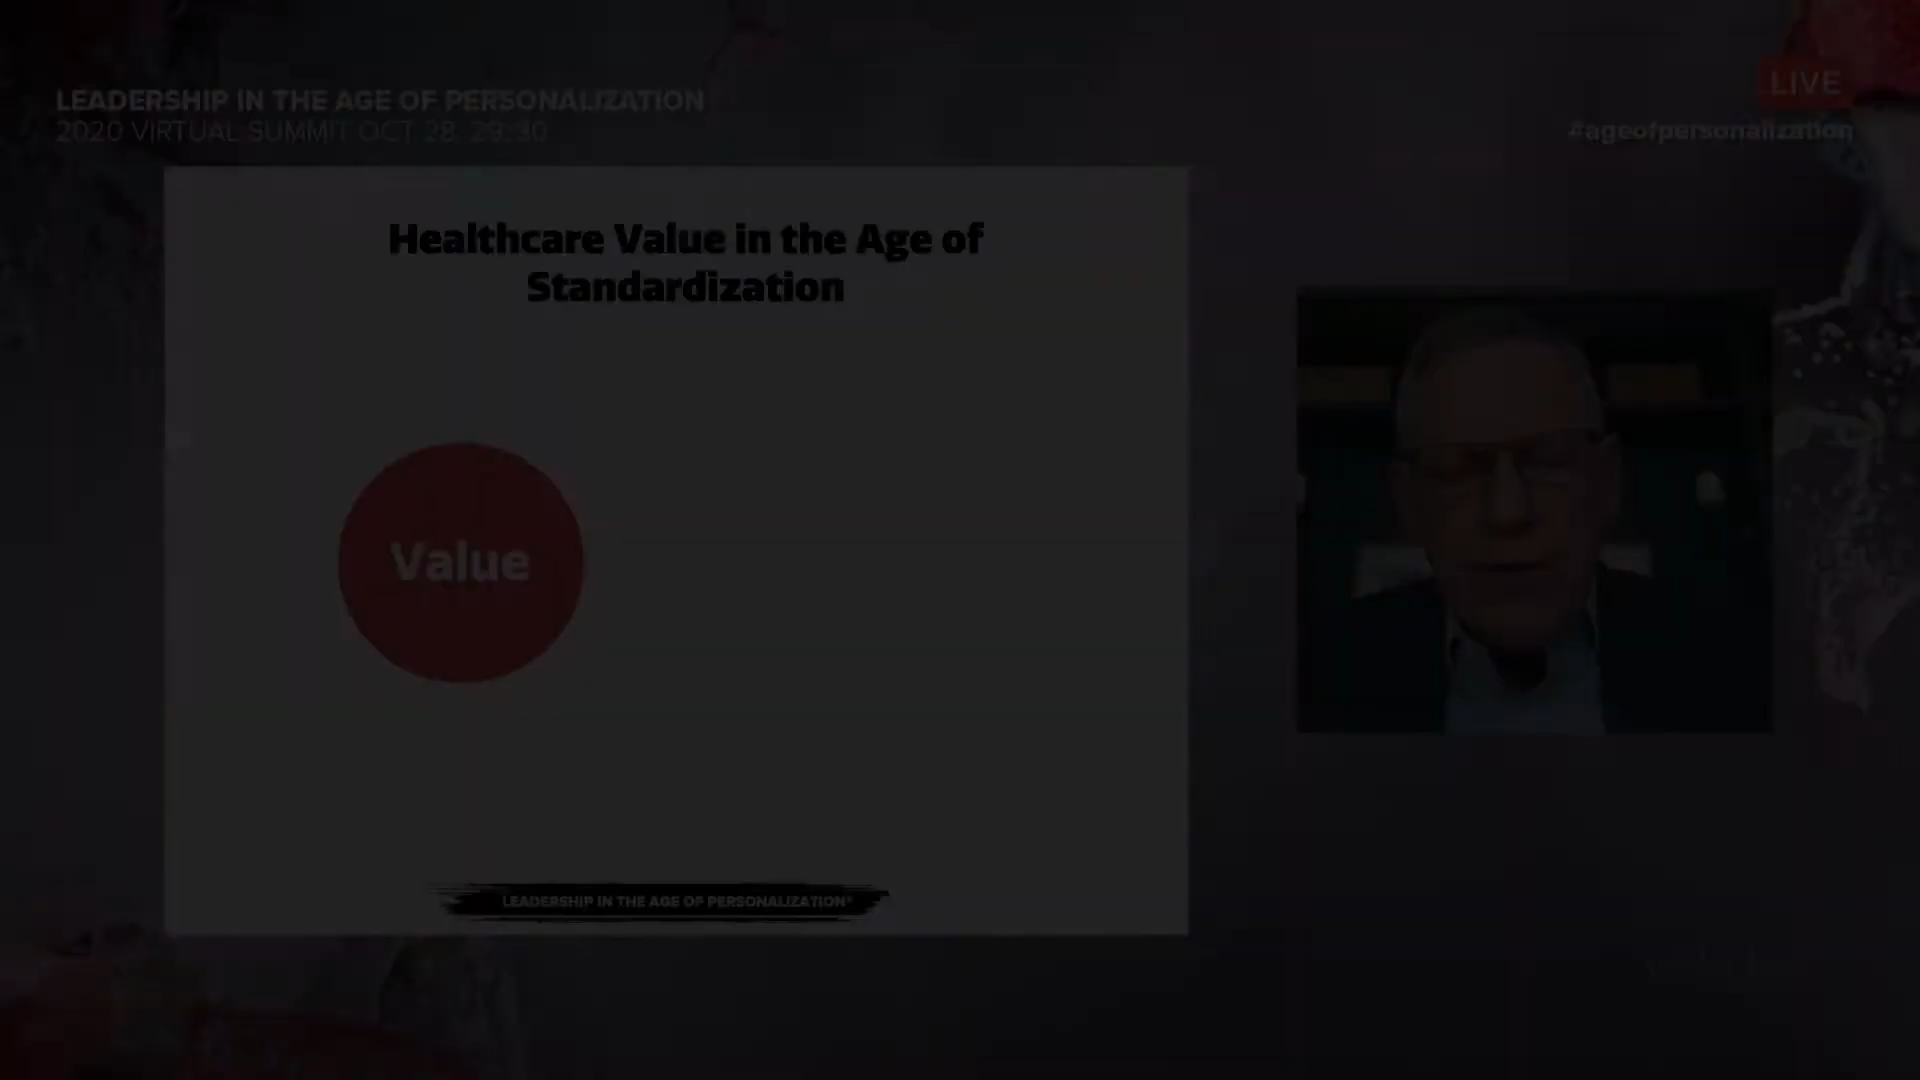 LEADERSHIP IN THE AGE OF PERSONALIZATION
2020 VIRTUAL SUMMIT OCT 28, 29, 30
LIVE
#ageofpersonalization
Healthcare Value in the Age of
Standardization
Value
LEADERSHIP IN THE AGE OF PERSONALIZATION®